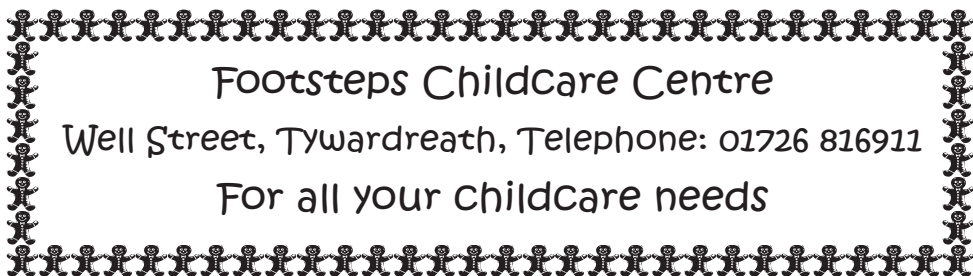 Footsteps Childcare Centre
Well Street, Tywardreath, Telephone: 01726 816911
For all your childcare needs